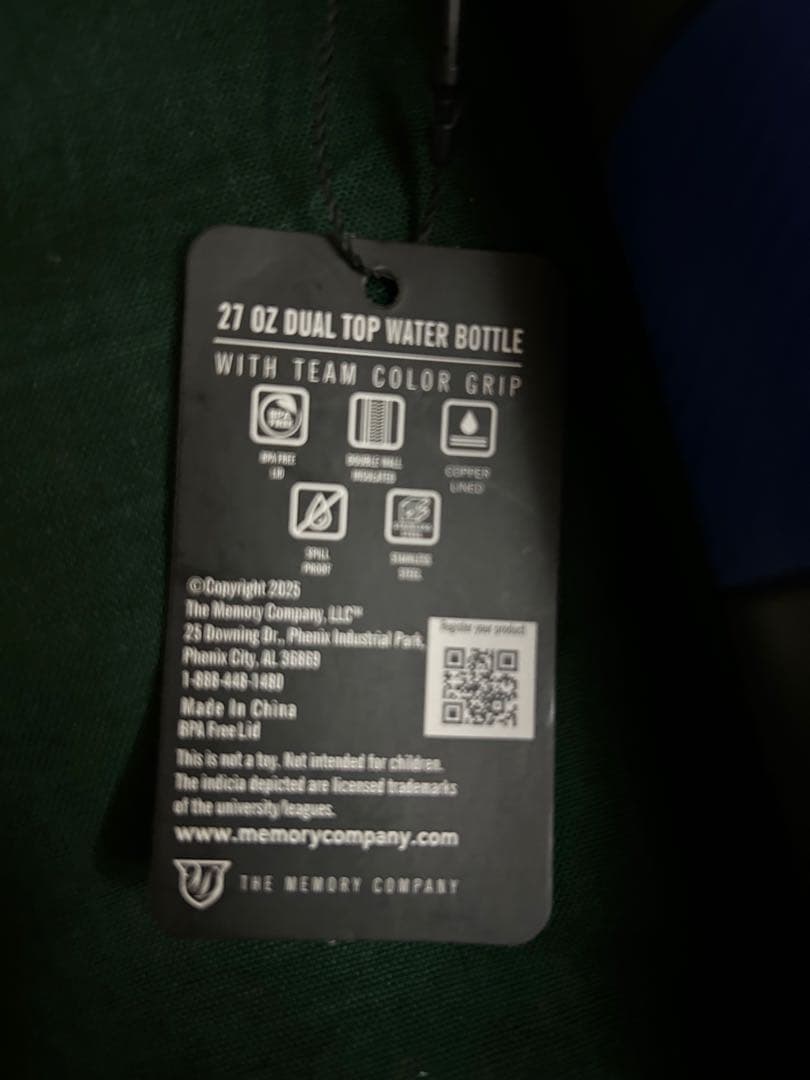 27 OZ DUAL TOP WATER BOTTLE
WITH TEAM COLOR GRIP
BPA FREE
BPA FREE
LID
DOUBLE WALL
INSULATED
COPPER
LINED
SPILL
PROOF
STAINLESS
STEEL
©Copyright 2025
The Memory Company, LLC™
25 Downing Dr., Phenix Industrial Park,
Phenix City, AL 36869
1-888-448-1480
Register your product
Made In China
BPA Free Lid
This is not a toy. Not intended for children.
The indicia depicted are licensed trademarks
of the university/leagues.
www.memorycompany.com
THE MEMORY COMPANY